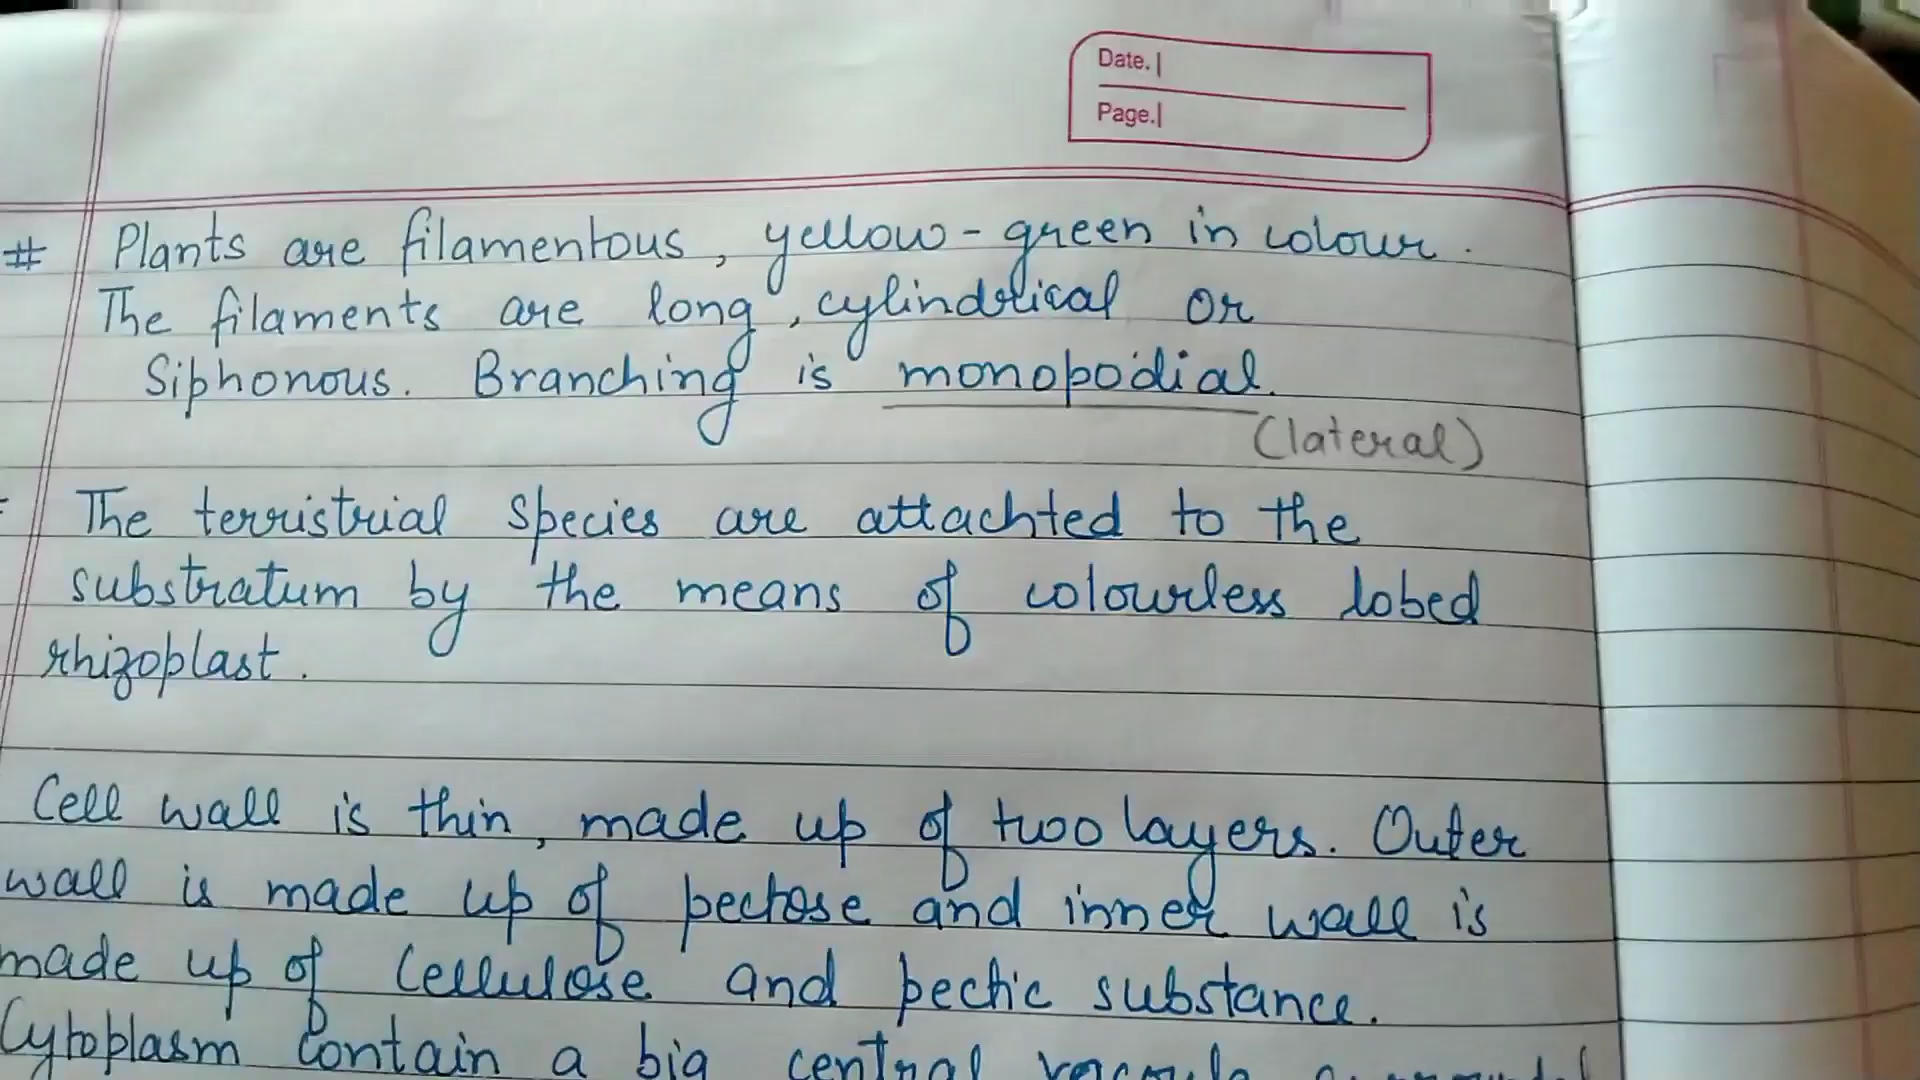 Date.
Page.
# Plants are filamentous, yellow-green in colour.
The filaments are long, cylindrical or
Siphonous. Branching is monopodial.
(lateral)
The terristrial species are attachted to the
substratum by the means of colourless lobed
rhizoplast.
Cell wall is thin, made up of two layers. Outer
wall is made up of pectose and inner wall is
made up of Cellulose and pectic substance.
Cytoplasm contain a big central vacuole